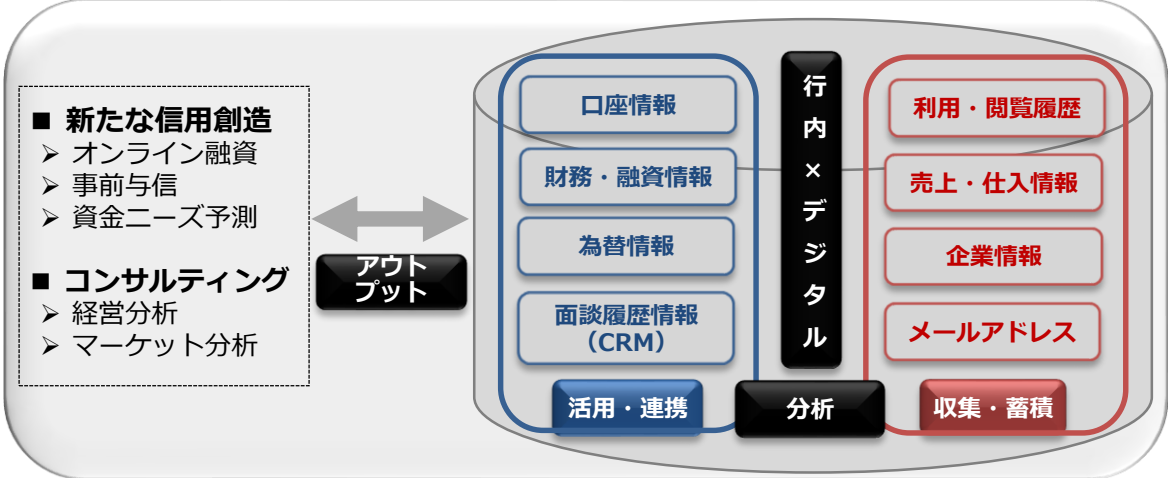 ■ 新たな信用創造
➢ オンライン融資
➢ 事前与信
➢ 資金ニーズ予測
■ コンサルティング
➢ 経営分析
➢ マーケット分析
アウト
プット
口座情報
財務・融資情報
為替情報
面談履歴情報
（CRM）
活用・連携
行内×デジタル
分析
利用・閲覧履歴
売上・仕入情報
企業情報
メールアドレス
収集・蓄積